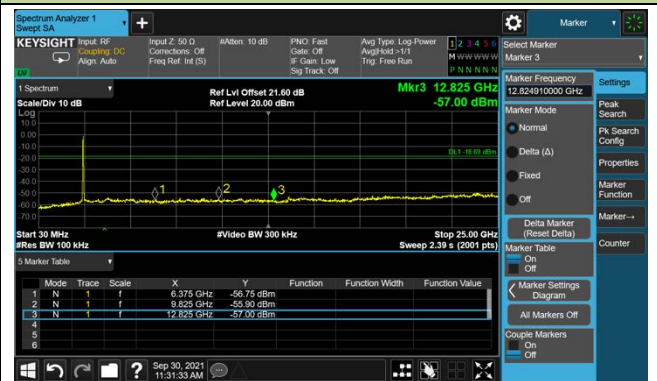 Spectrum Analyzer 1
Swept SA
+
Marker
KEYSIGHT
Input: RF
Coupling: DC
Align: Auto
Input Z: 50 Ω
Corrections: Off
Freq Ref: Int (S)
#Atten: 10 dB
PNO: Fast
Gate: Off
IF Gain: Low
Sig Track: Off
Avg Type: Log-Power
Avg|Hold:>1/1
Trig: Free Run
1 2 3 4 5 6
M W W W W W
P N N N N N
LXI
Select Marker
Marker 3
1 Spectrum
Scale/Div 10 dB
Ref Lvl Offset 21.60 dB
Ref Level 20.00 dBm
Mkr3 12.825 GHz
-57.00 dBm
Log
10.0
0.00
-10.0
-20.0
-30.0
-40.0
-50.0
-60.0
-70.0
DL1 -18.69 dBm
1
2
3
Start 30 MHz
#Video BW 300 kHz
Stop 25.00 GHz
#Res BW 100 kHz
Sweep 2.39 s (2001 pts)
5 Marker Table
Mode Trace Scale X Y Function Function Width Function Value
1 N 1 f 6.375 GHz -56.75 dBm
2 N 1 f 9.825 GHz -55.90 dBm
3 N 1 f 12.825 GHz -57.00 dBm
4
5
6
Marker Frequency
12.824910000 GHz
Marker Mode
Normal
Delta (Δ)
Fixed
Off
Delta Marker
(Reset Delta)
Marker Table
On
Off
Marker Settings
Diagram
All Markers Off
Couple Markers
On
Off
Settings
Peak
Search
Pk Search
Config
Properties
Marker
Function
Marker→
Counter
?
Sep 30, 2021
11:31:33 AM